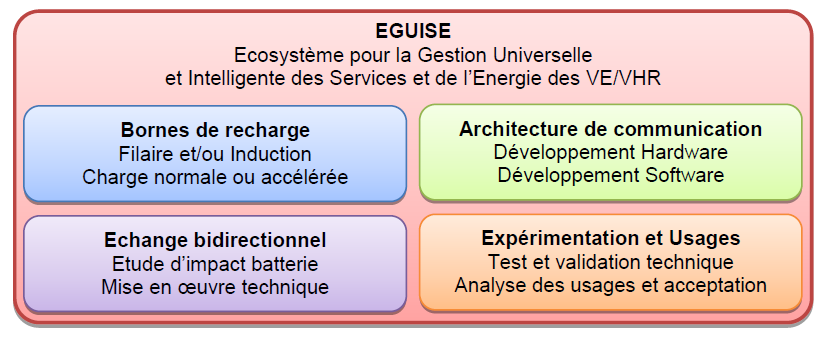 EGUISE
Ecosystème pour la Gestion Universelle
et Intelligente des Services et de l’Energie des VE/VHR
Bornes de recharge
Filaire et/ou Induction
Charge normale ou accélérée
Architecture de communication
Développement Hardware
Développement Software
Echange bidirectionnel
Etude d’impact batterie
Mise en œuvre technique
Expérimentation et Usages
Test et validation technique
Analyse des usages et acceptation